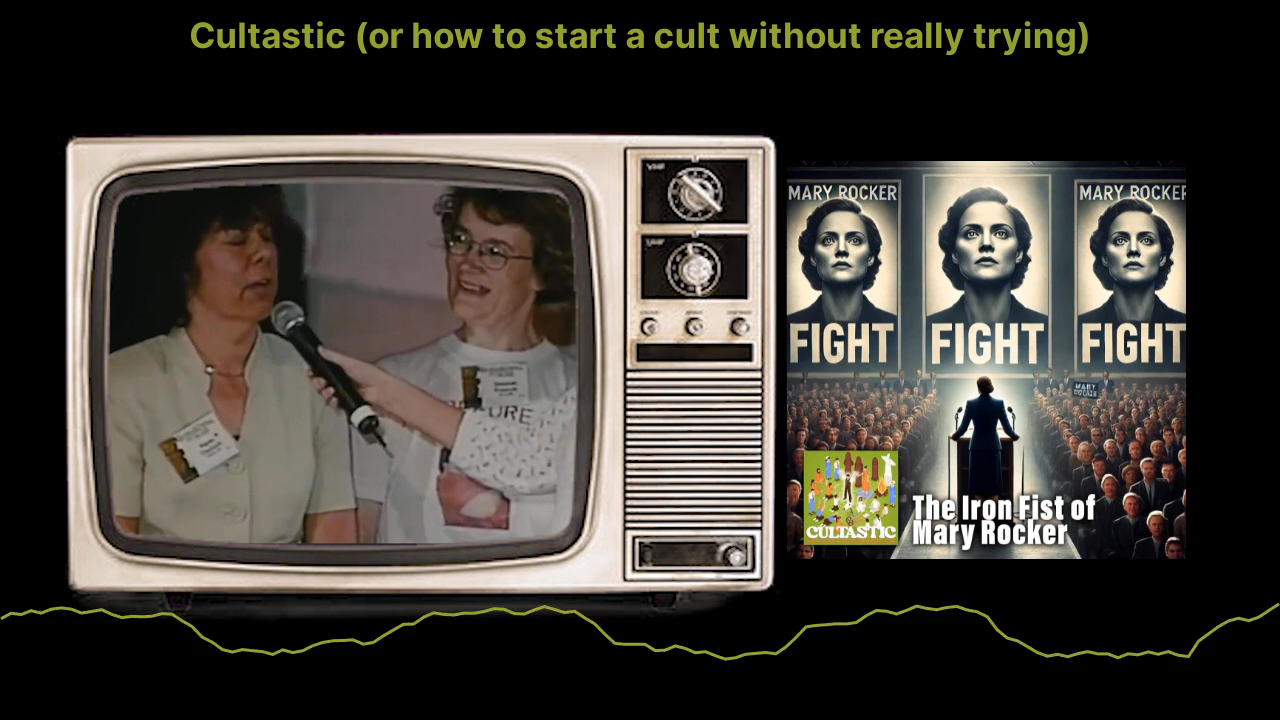 Cultastic (or how to start a cult without really trying)
MARY ROCKER
MARY ROCKER
FIGHT
FIGHT
FIGHT
MARY
CULTASTIC
The Iron Fist of
Mary Rocker